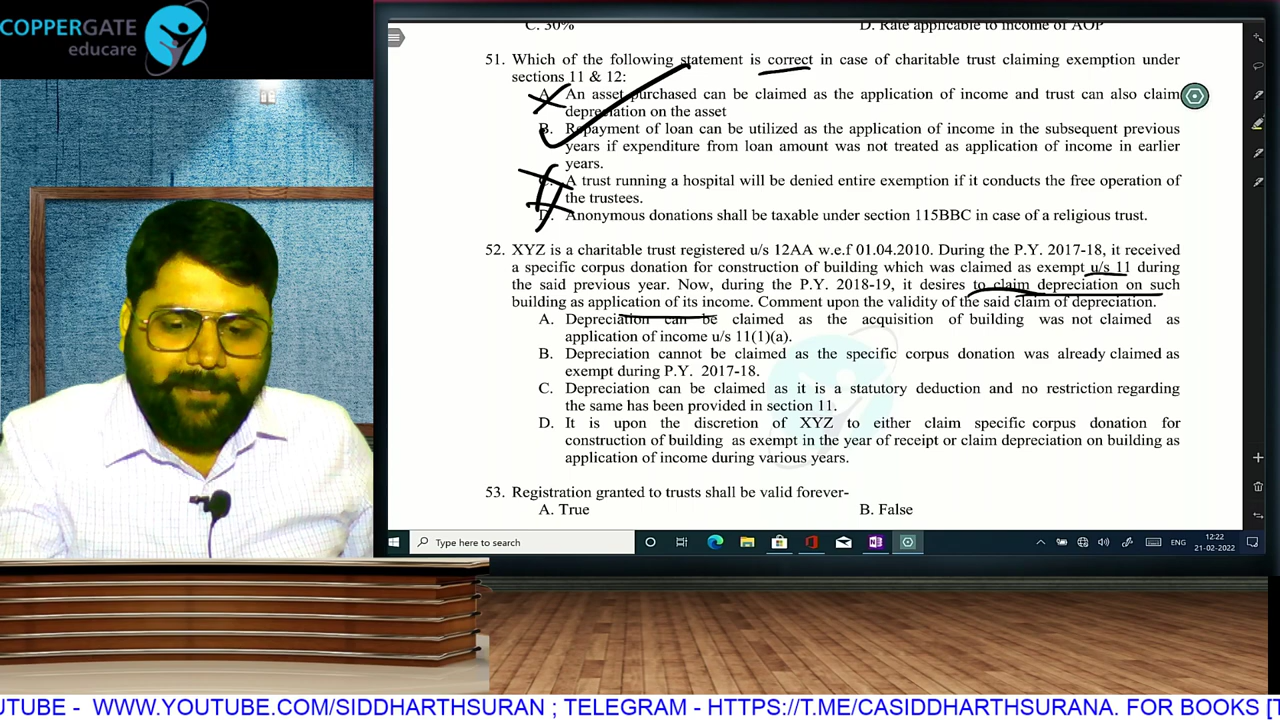 COPPERGATE
educare
C. 30%
D. Rate applicable to income of AOP
51. Which of the following statement is correct in case of charitable trust claiming exemption under
sections 11 & 12:
A. An asset purchased can be claimed as the application of income and trust can also claim
depreciation on the asset
B. Repayment of loan can be utilized as the application of income in the subsequent previous
years if expenditure from loan amount was not treated as application of income in earlier
years.
C. A trust running a hospital will be denied entire exemption if it conducts the free operation of
the trustees.
D. Anonymous donations shall be taxable under section 115BBC in case of a religious trust.
52. XYZ is a charitable trust registered u/s 12AA w.e.f 01.04.2010. During the P.Y. 2017-18, it received
a specific corpus donation for construction of building which was claimed as exempt u/s 11 during
the said previous year. Now, during the P.Y. 2018-19, it desires to claim depreciation on such
building as application of its income. Comment upon the validity of the said claim of depreciation.
A. Depreciation can be claimed as the acquisition of building was not claimed as
application of income u/s 11(1)(a).
B. Depreciation cannot be claimed as the specific corpus donation was already claimed as
exempt during P.Y. 2017-18.
C. Depreciation can be claimed as it is a statutory deduction and no restriction regarding
the same has been provided in section 11.
D. It is upon the discretion of XYZ to either claim specific corpus donation for
construction of building as exempt in the year of receipt or claim depreciation on building as
application of income during various years.
53. Registration granted to trusts shall be valid forever-
A. True
B. False
Type here to search
ENG
12:22
21-02-2022
UTUBE - WWW.YOUTUBE.COM/SIDDHARTHSURAN ; TELEGRAM - HTTPS://T.ME/CASIDDHARTHSURANA. FOR BOOKS [